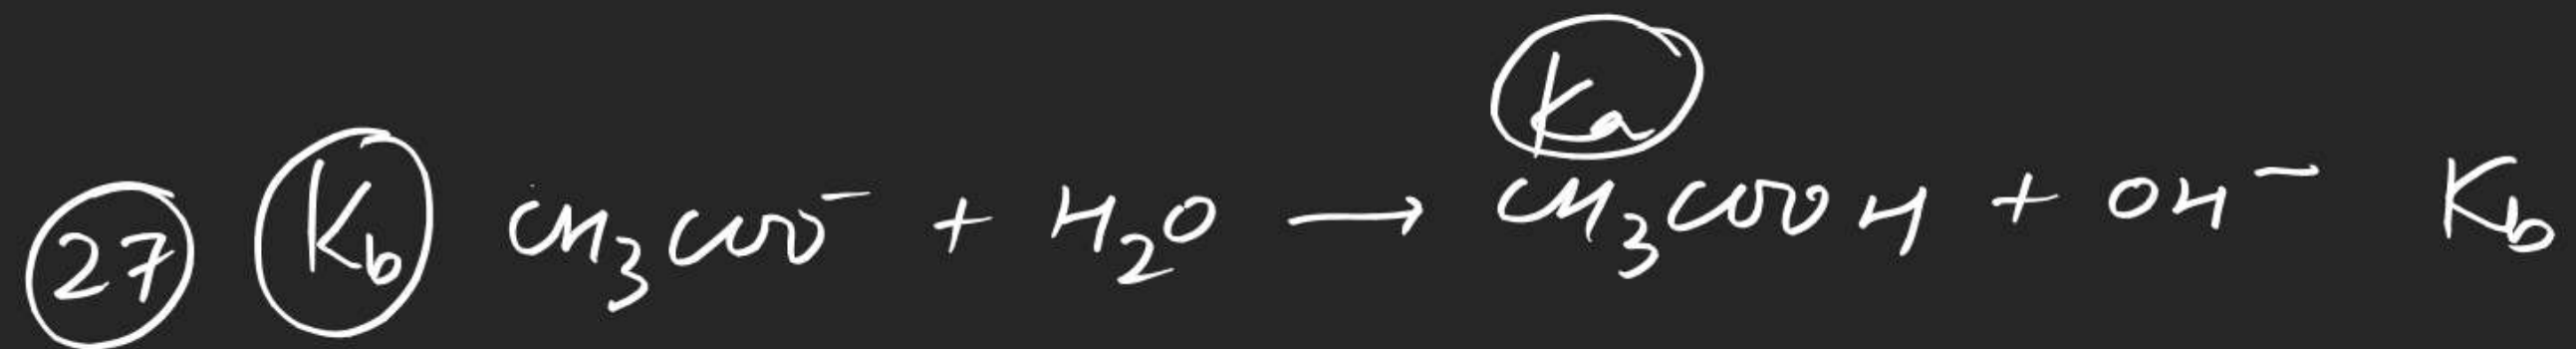 Ka
27 Kb CH3COO⁻ + H2O → CH3COOH + OH⁻ Kb